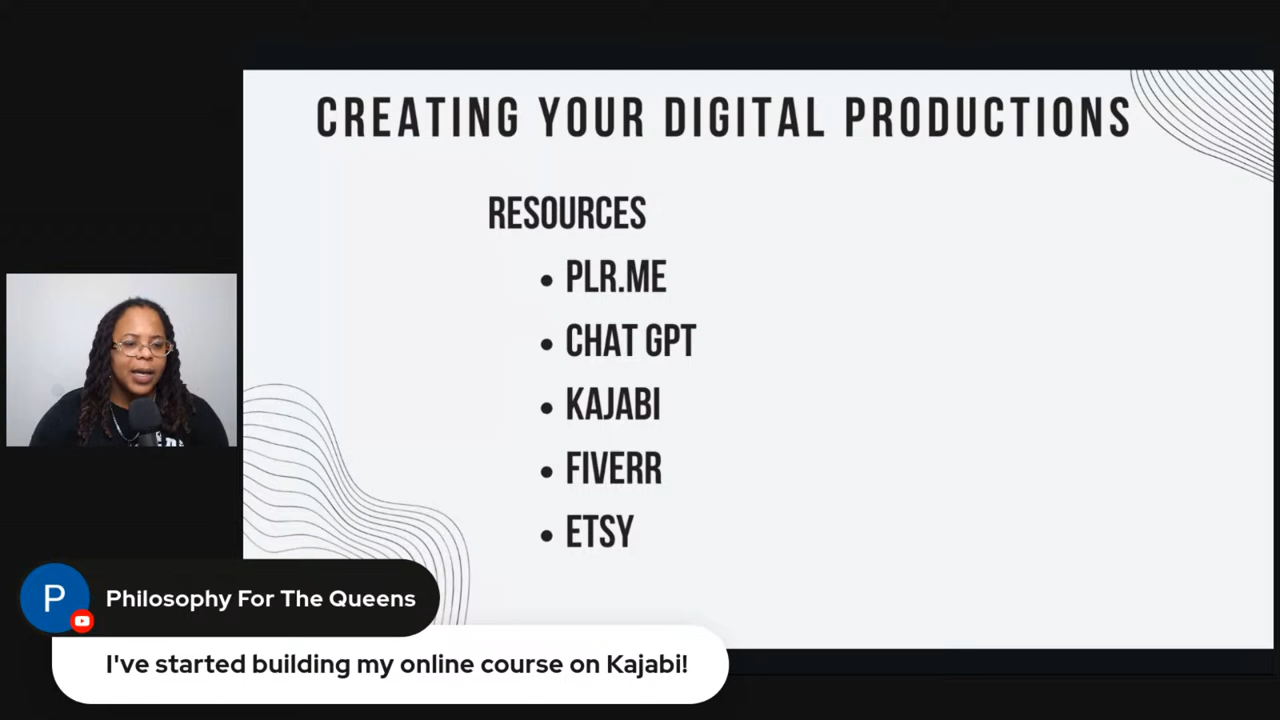 CREATING YOUR DIGITAL PRODUCTIONS
RESOURCES
• PLR.ME
• CHAT GPT
• KAJABI
• FIVERR
• ETSY
P
Philosophy For The Queens
I've started building my online course on Kajabi!